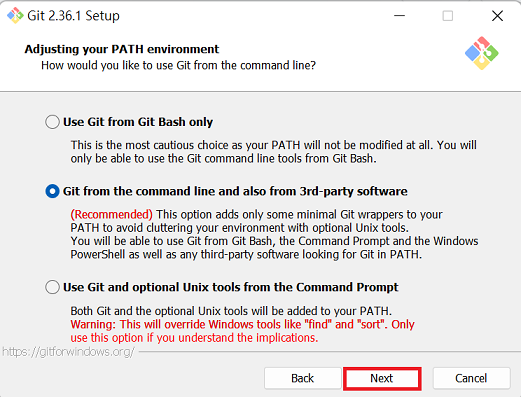 Git 2.36.1 Setup
Adjusting your PATH environment
How would you like to use Git from the command line?
Use Git from Git Bash only
This is the most cautious choice as your PATH will not be modified at all. You will
only be able to use the Git command line tools from Git Bash.
Git from the command line and also from 3rd-party software
(Recommended) This option adds only some minimal Git wrappers to your
PATH to avoid cluttering your environment with optional Unix tools.
You will be able to use Git from Git Bash, the Command Prompt and the Windows
PowerShell as well as any third-party software looking for Git in PATH.
Use Git and optional Unix tools from the Command Prompt
Both Git and the optional Unix tools will be added to your PATH.
Warning: This will override Windows tools like "find" and "sort". Only
use this option if you understand the implications.
https://gitforwindows.org/
Back Next Cancel